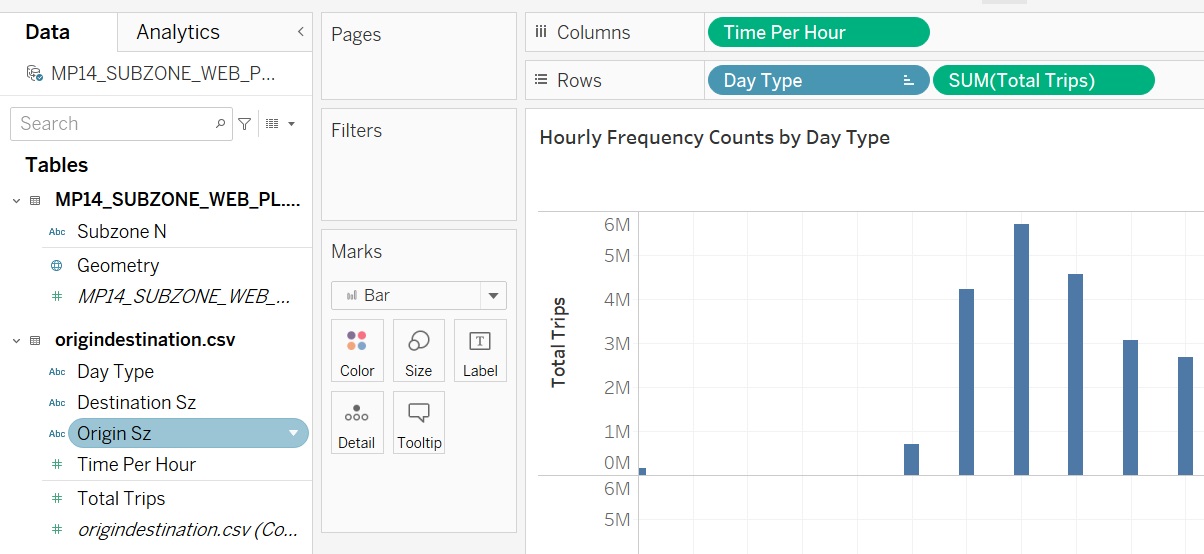 Data
Analytics
MP14_SUBZONE_WEB_P...
Search
Tables
MP14_SUBZONE_WEB_PL....
Abc Subzone N
Geometry
# MP14_SUBZONE_WEB_...
origindestination.csv
Abc Day Type
Abc Destination Sz
Abc Origin Sz
# Time Per Hour
# Total Trips
# origindestination.csv (Co...
Pages
Filters
Marks
Bar
Color
Size
T
Label
Detail
Tooltip
Columns
Time Per Hour
Rows
Day Type
SUM(Total Trips)
Hourly Frequency Counts by Day Type
Total Trips
6M
5M
4M
3M
2M
1M
0M
6M
5M